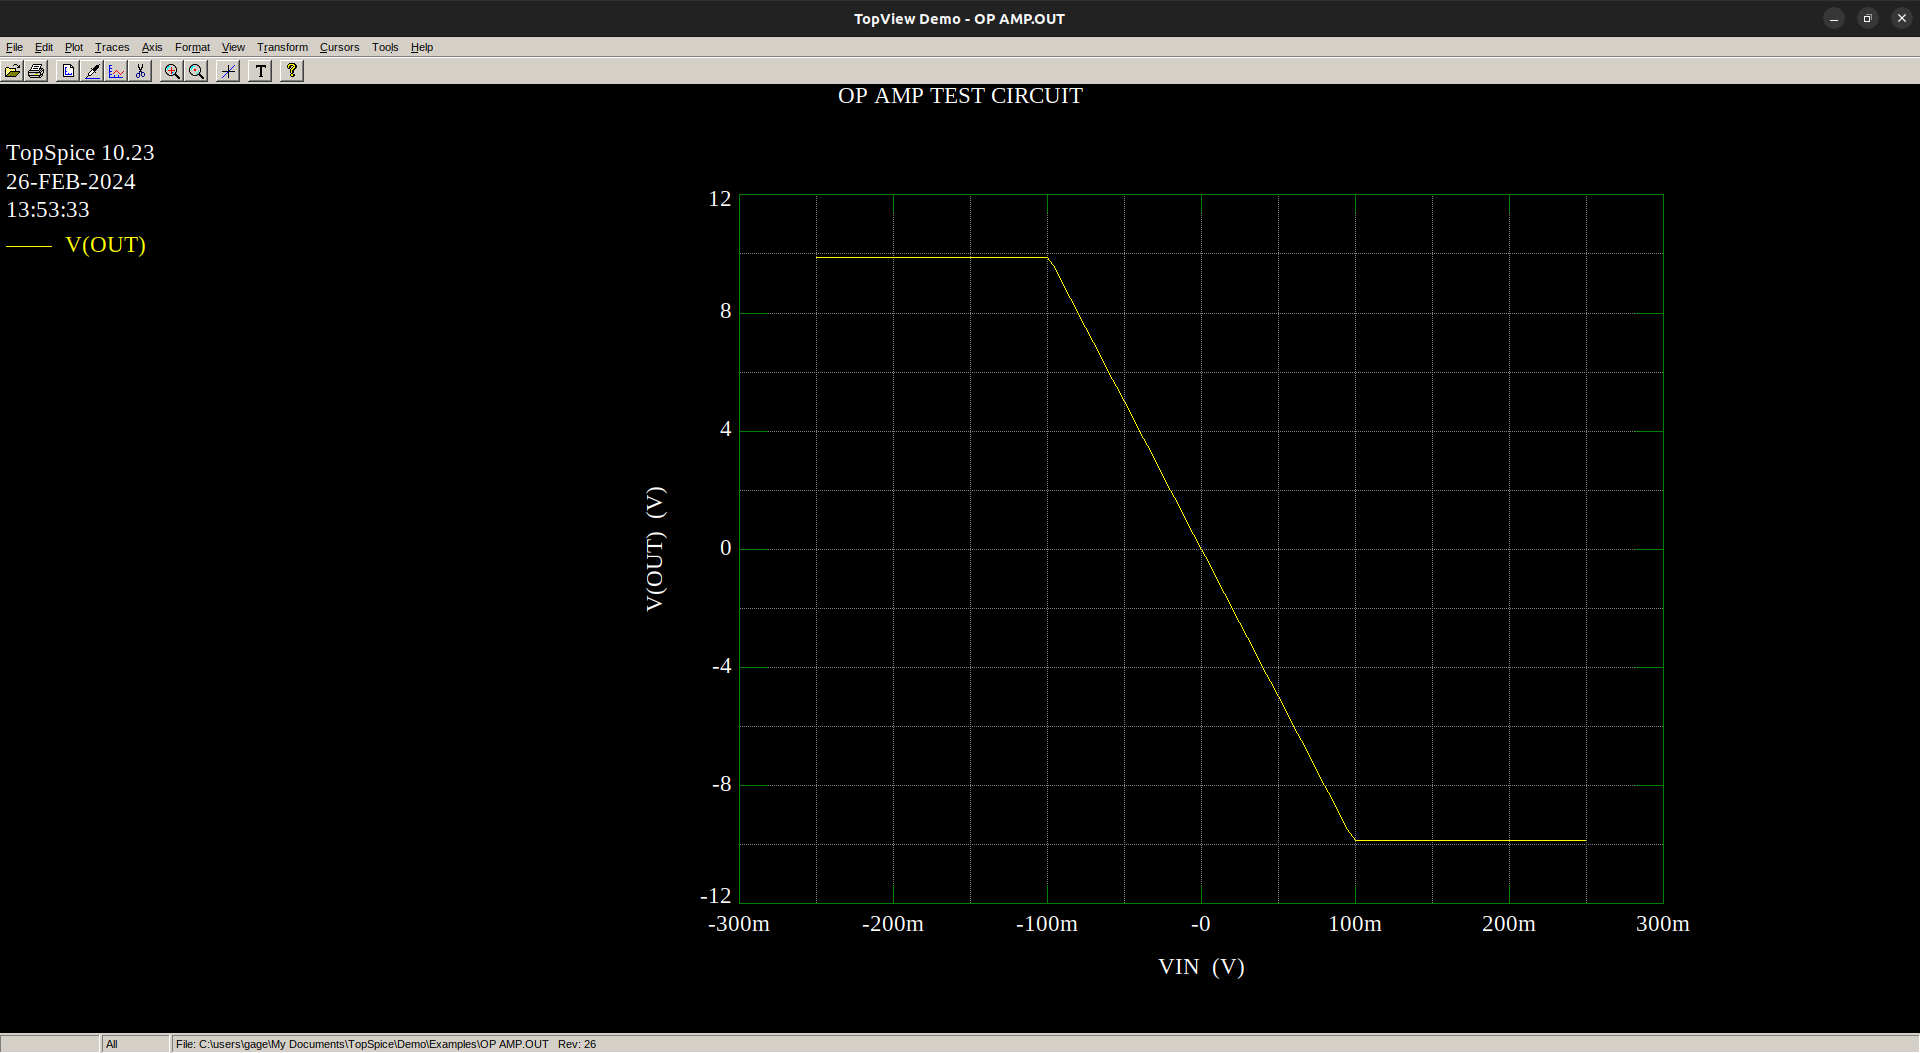 TopView Demo - OP AMP.OUT
File Edit Plot Traces Axis Format View Transform Cursors Tools Help
OP AMP TEST CIRCUIT
TopSpice 10.23
26-FEB-2024
13:53:33
V(OUT)
12
8
4
0
-4
-8
-12
V(OUT) (V)
-300m -200m -100m -0 100m 200m 300m
VIN (V)
All File: C:\users\gage\My Documents\TopSpice\Demo\Examples\OP AMP.OUT Rev: 26